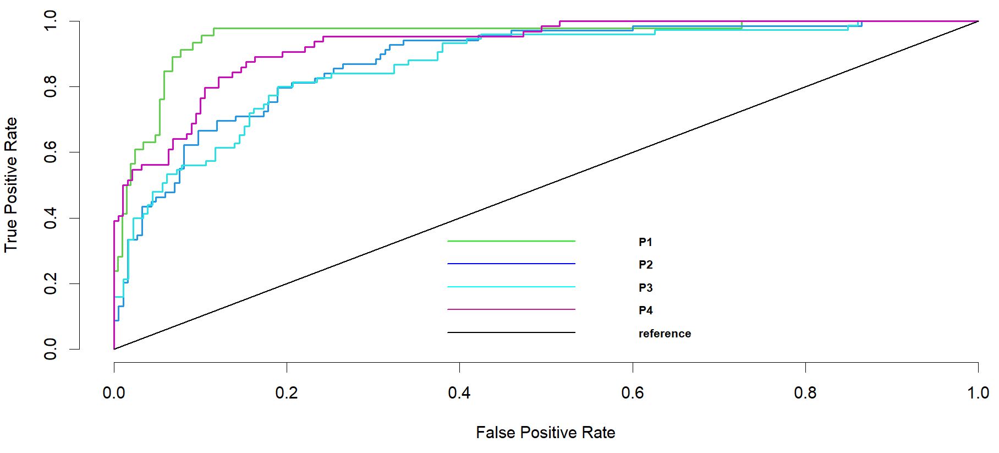 True Positive Rate
1.0
0.8
0.6
0.4
0.2
0.0
P1
P2
P3
P4
reference
0.0 0.2 0.4 0.6 0.8 1.0
False Positive Rate